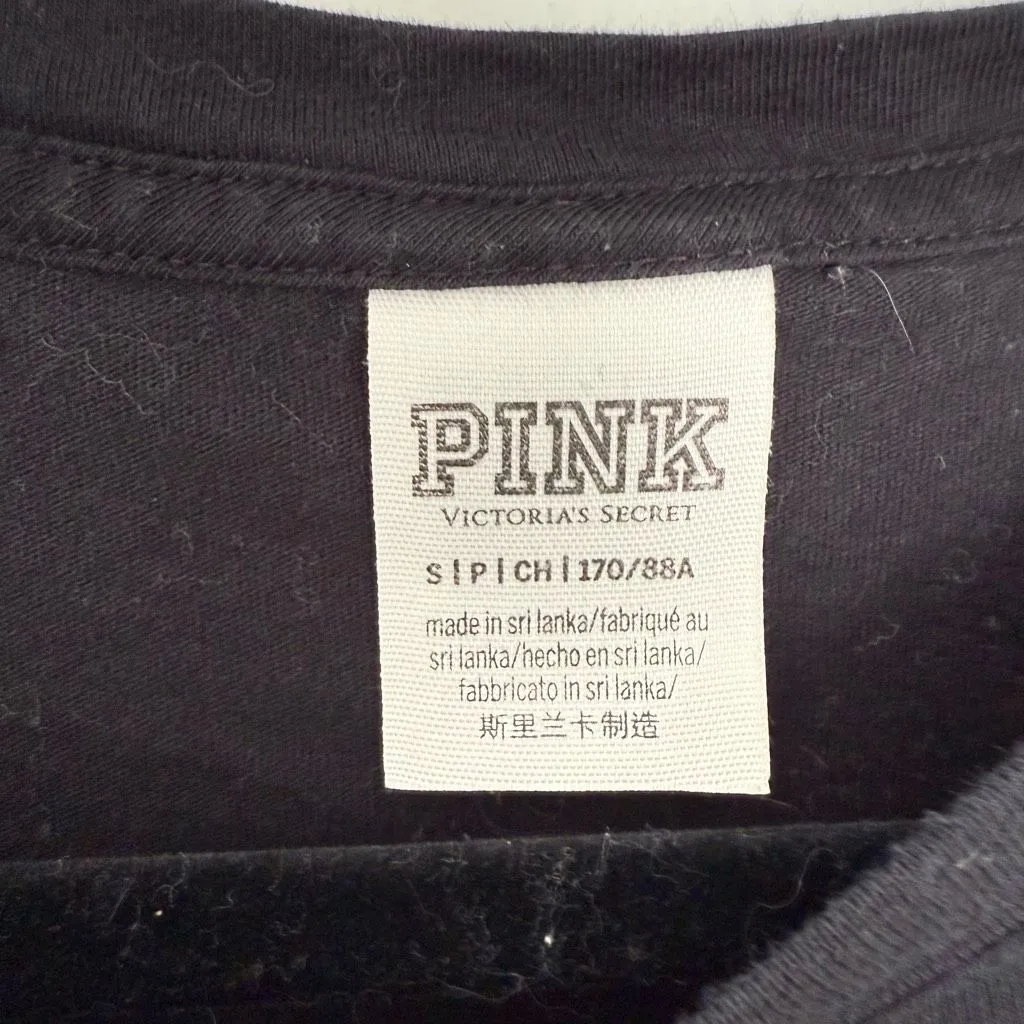 PINK
VICTORIA'S SECRET
S | P | CH | 170/88A
made in sri lanka/fabriqué au
sri lanka/hecho en sri lanka/
fabbricato in sri lanka/
斯里兰卡制造